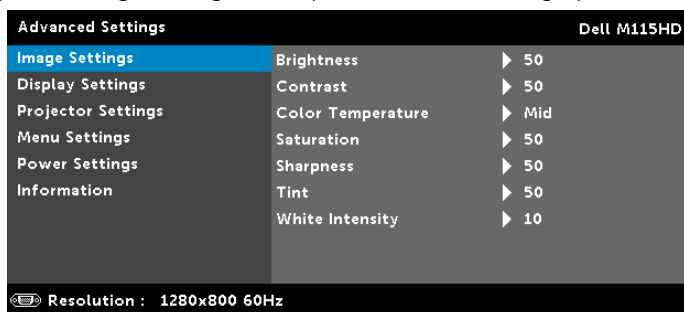 Advanced Settings Dell M115HD
Image Settings Brightness 50
Display Settings Contrast 50
Projector Settings Color Temperature Mid
Menu Settings Saturation 50
Power Settings Sharpness 50
Information Tint 50
White Intensity 10
Resolution : 1280x800 60Hz